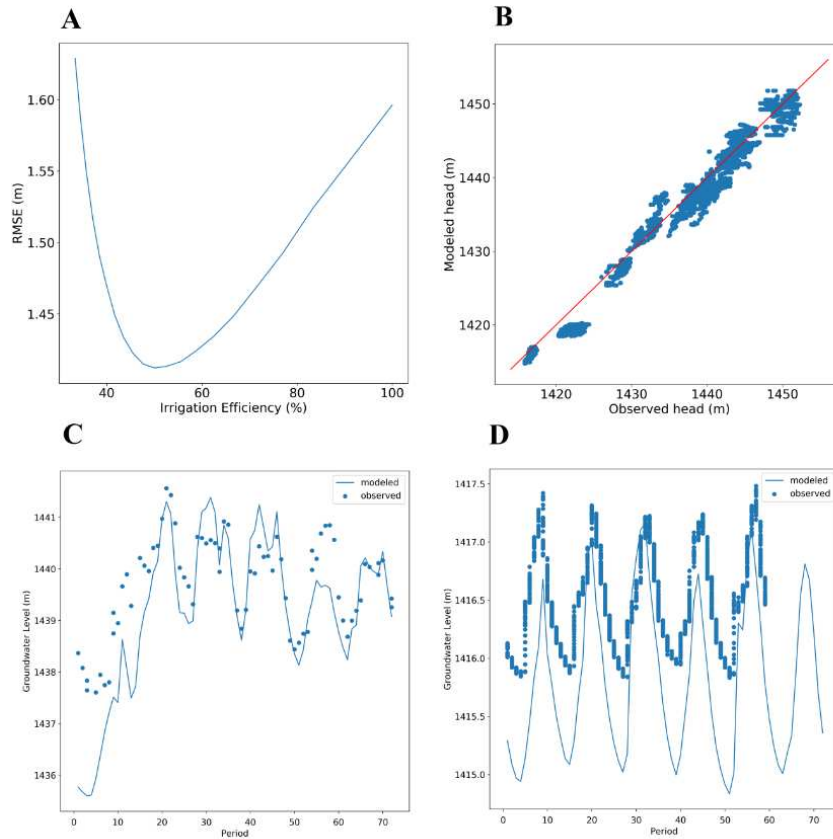 A
RMSE (m)
1.60
1.55
1.50
1.45
40 60 80 100
Irrigation Efficiency (%)
B
Modeled head (m)
1450
1440
1430
1420
1420 1430 1440 1450
Observed head (m)
C
modeled
observed
Groundwater Level (m)
1441
1440
1439
1438
1437
1436
0 10 20 30 40 50 60 70
Period
D
modeled
observed
Groundwater Level (m)
1417.5
1417.0
1416.5
1416.0
1415.5
1415.0
0 10 20 30 40 50 60 70
Period